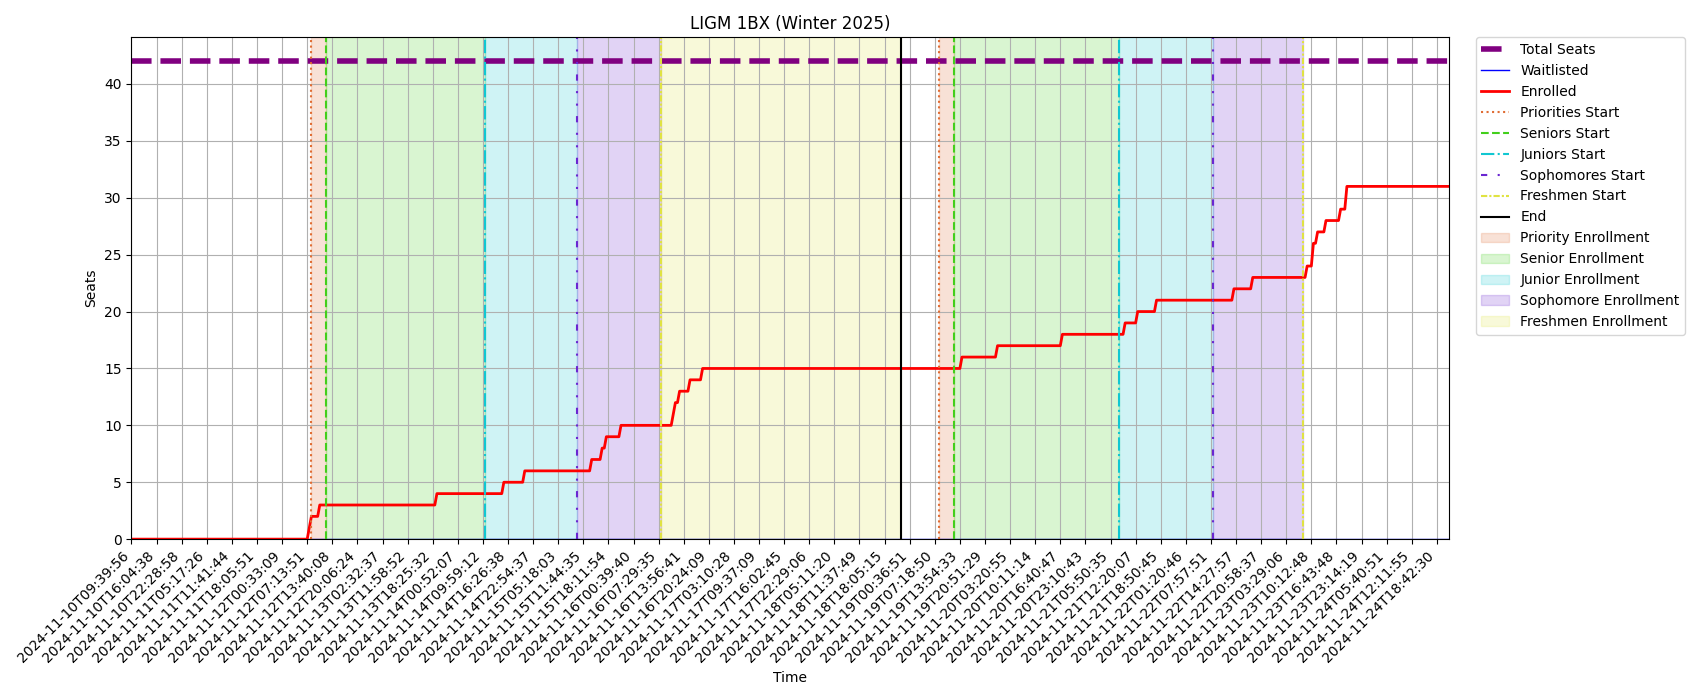 LIGM 1BX (Winter 2025)
Seats
40
35
30
25
20
15
10
5
0
2024-11-10T09:39:56
2024-11-10T16:04:38
2024-11-10T22:28:58
2024-11-11T05:17:26
2024-11-11T11:41:44
2024-11-11T18:05:51
2024-11-12T00:33:09
2024-11-12T07:13:51
2024-11-12T13:40:08
2024-11-12T20:06:24
2024-11-13T02:32:37
2024-11-13T11:58:52
2024-11-13T18:25:32
2024-11-14T00:52:07
2024-11-14T09:59:12
2024-11-14T16:26:38
2024-11-14T22:54:37
2024-11-15T05:18:03
2024-11-15T11:44:35
2024-11-15T18:11:54
2024-11-16T00:39:40
2024-11-16T07:29:35
2024-11-16T13:56:41
2024-11-16T20:24:09
2024-11-17T03:10:28
2024-11-17T09:37:09
2024-11-17T16:02:45
2024-11-17T22:29:06
2024-11-18T05:11:20
2024-11-18T11:37:49
2024-11-18T18:05:15
2024-11-19T00:36:51
2024-11-19T07:18:50
2024-11-19T13:54:33
2024-11-19T20:51:29
2024-11-20T03:20:55
2024-11-20T10:11:14
2024-11-20T16:40:47
2024-11-20T23:10:43
2024-11-21T05:50:35
2024-11-21T12:20:07
2024-11-21T18:50:45
2024-11-22T01:20:46
2024-11-22T07:57:51
2024-11-22T14:27:57
2024-11-22T20:58:37
2024-11-23T03:29:06
2024-11-23T10:12:48
2024-11-23T16:43:48
2024-11-23T23:14:19
2024-11-24T05:40:51
2024-11-24T12:11:55
2024-11-24T18:42:30
Time
Total Seats
Waitlisted
Enrolled
Priorities Start
Seniors Start
Juniors Start
Sophomores Start
Freshmen Start
End
Priority Enrollment
Senior Enrollment
Junior Enrollment
Sophomore Enrollment
Freshmen Enrollment